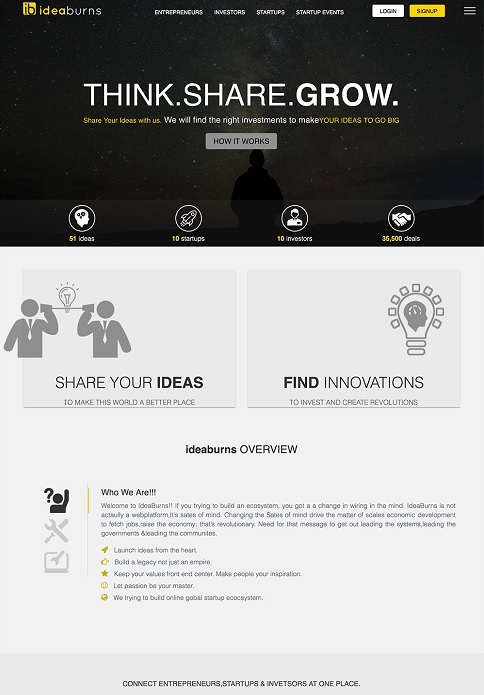 ib ideaburns
ENTREPRENEURS INVESTORS STARTUPS STARTUP EVENTS LOGIN SIGNUP
THINK.SHARE.GROW.
Share Your Ideas with us. We will find the right investments to makeYOUR IDEAS TO GO BIG
HOW IT WORKS
51 ideas 10 startups 10 investors 35,500 deals
SHARE YOUR IDEAS
TO MAKE THIS WORLD A BETTER PLACE
FIND INNOVATIONS
TO INVEST AND CREATE REVOLUTIONS
ideaburns OVERVIEW
Who We Are!!!
Welcome to IdeaBurns!! If you trying to build an ecosystem, you got a a change in wiring in the mind. IdeaBurns is not
actaully a webplatform,It's sates of mind. Changing the Sates of mind drive the matter of scales economic development
to fetch jobs,raise the economy; that's revolutionary. Need for that message to get out leading the systems,leading the
governments &leading the communites.
Launch ideas from the heart.
Build a legacy not just an empire.
Keep your values front end center. Make people your inspiration.
Let passion be your master.
We trying to build online gobal startup ecocsystem.
CONNECT ENTREPRENEURS,STARTUPS & INVETSORS AT ONE PLACE.